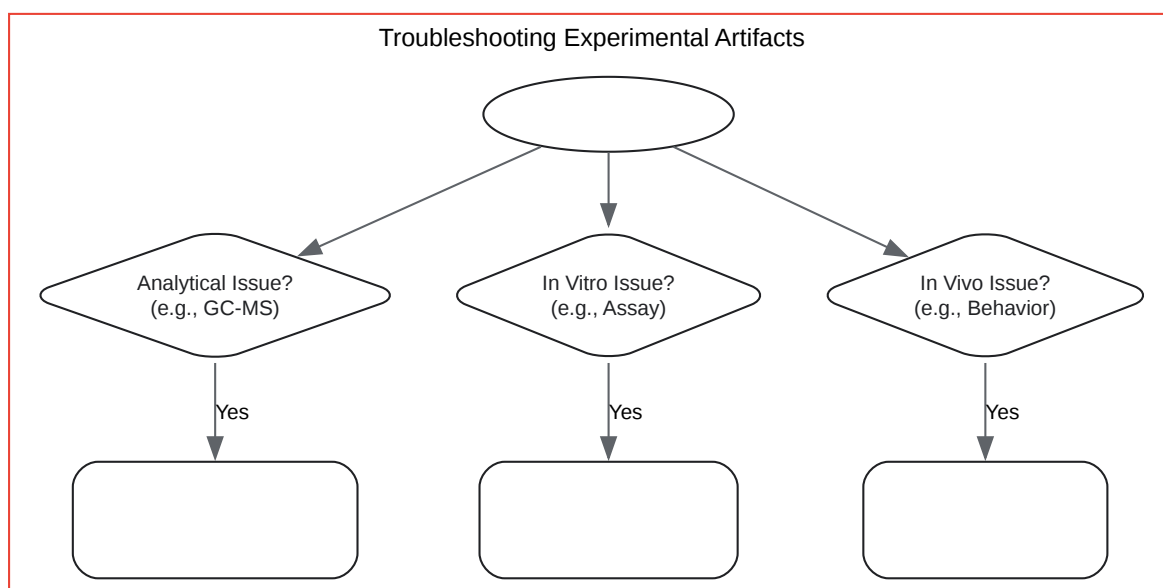 Troubleshooting Experimental Artifacts
Analytical Issue?
(e.g., GC-MS)
In Vitro Issue?
(e.g., Assay)
In Vivo Issue?
(e.g., Behavior)
Yes
Yes
Yes